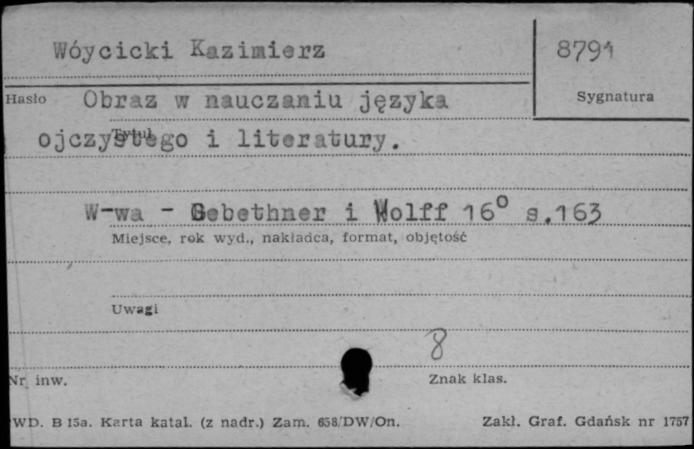 Wóycicki Kazimierz
8791
Hasło
Sygnatura
Obraz w nauczaniu języka
Tytuł
ojczystego i literatury.
W-wa - Gebethner i Wolff 16° s.163
Miejsce, rok wyd., nakładca, format, objętość
Uwagi
8
Nr inw.
Znak klas.
WD. B 15a. Karta katal. (z nadr.) Zam. 658/DW/On.
Zakł. Graf. Gdańsk nr 1757